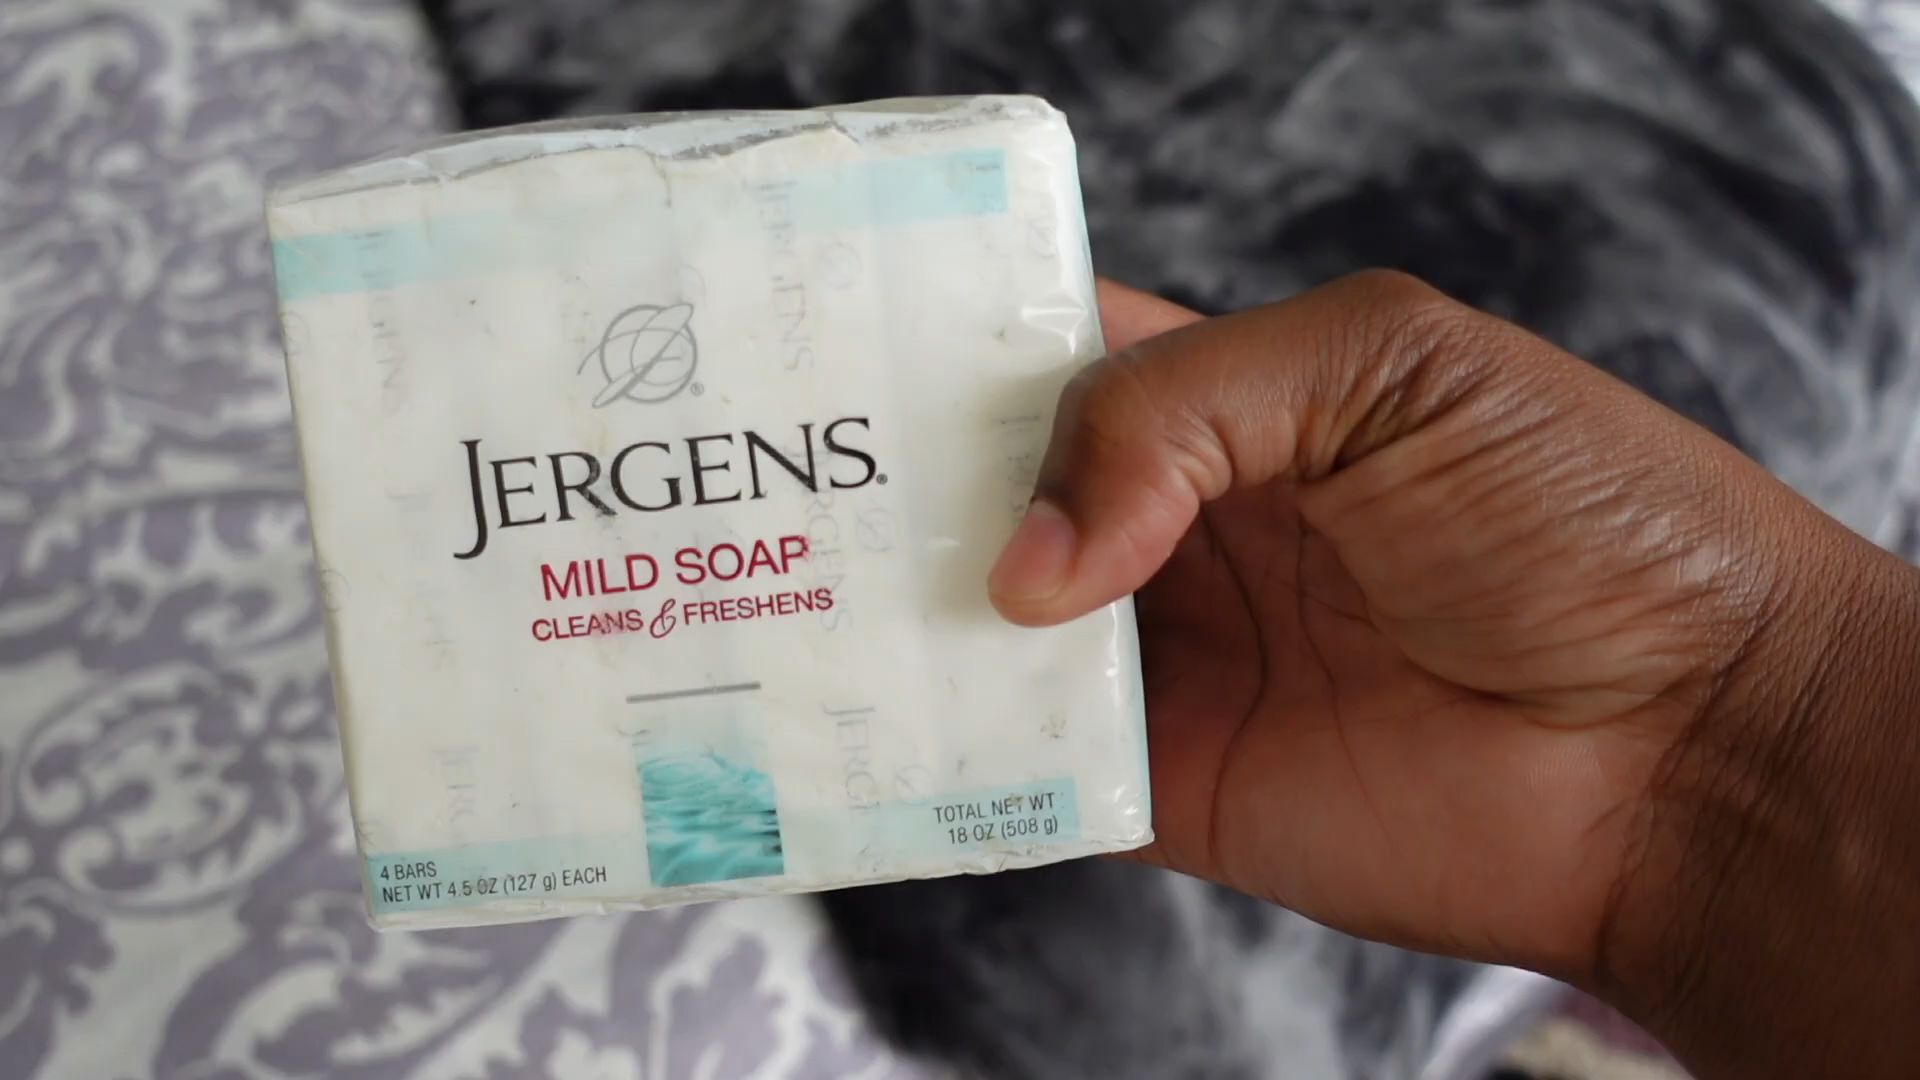 JERGENS®
MILD SOAP
CLEANS & FRESHENS
4 BARS
NET WT 4.5 OZ (127 g) EACH
TOTAL NET WT
18 OZ (508 g)
JERGENS